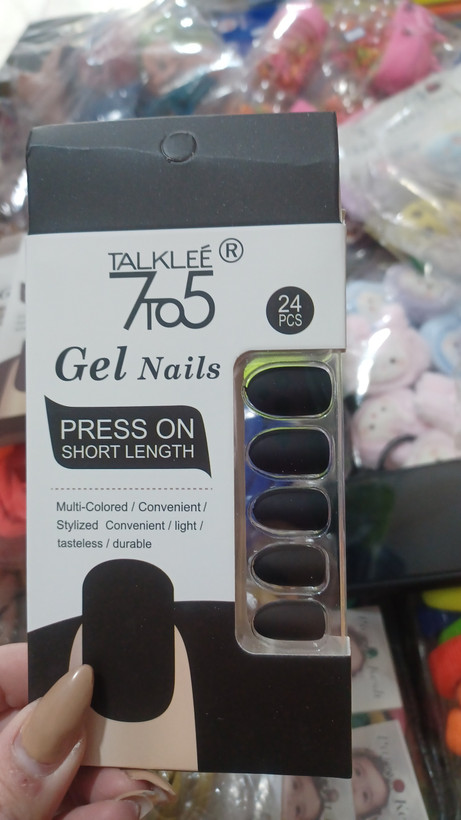 TALKLEÉ ®
7TO5
24
PCS
Gel Nails
PRESS ON
SHORT LENGTH
Multi-Colored / Convenient /
Stylized Convenient / light /
tasteless / durable